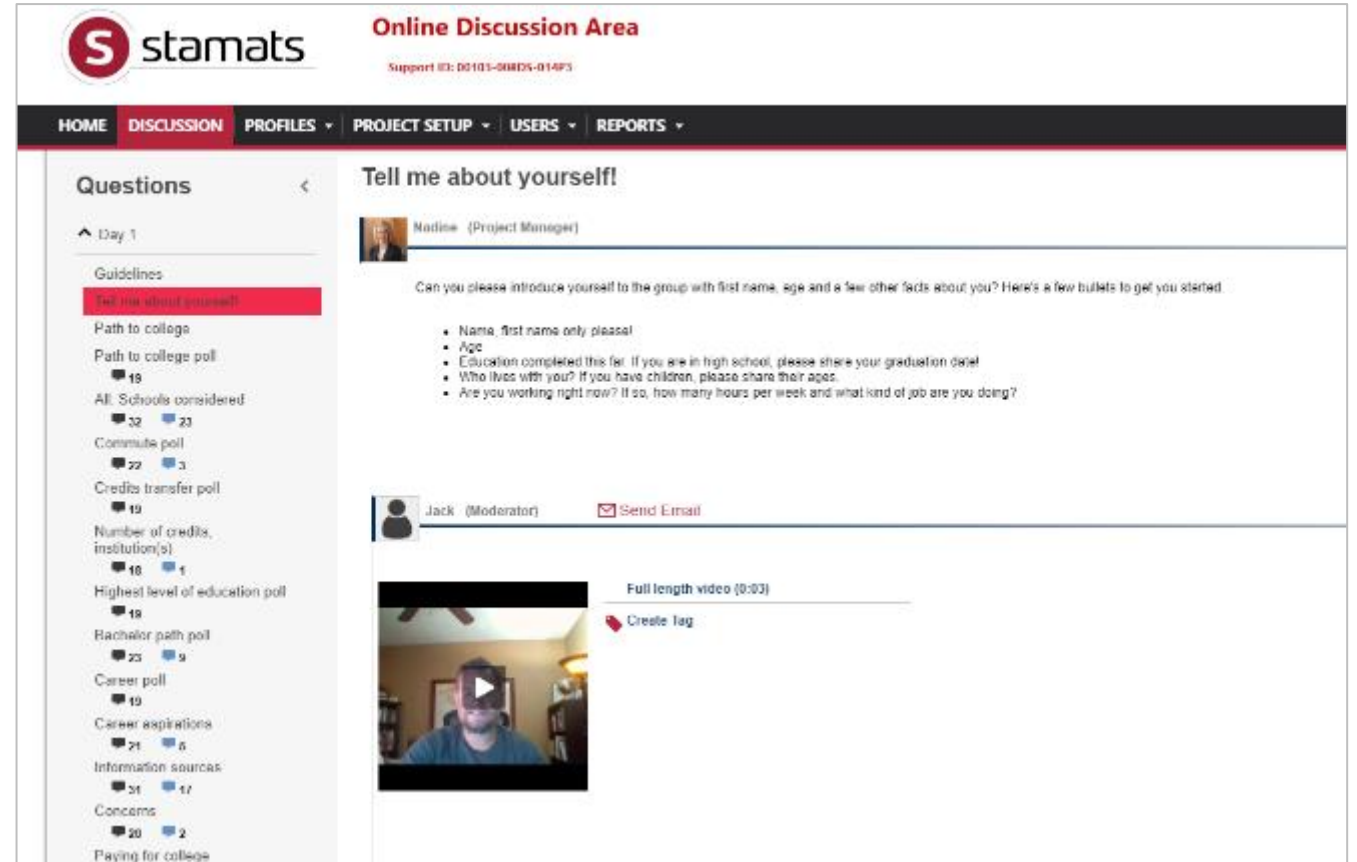 S stamats
Online Discussion Area
Support ID:
HOME DISCUSSION PROFILES PROJECT SETUP USERS REPORTS
Questions <
Day 1
Guidelines
Tell me about yourself!
Path to college
Path to college poll
19
All: Schools considered
32 23
Commute poll
22 3
Credits transfer poll
19
Number of credits,
institution(s)
18 1
Highest level of education poll
19
Bachelor path poll
23 9
Career poll
19
Career aspirations
21
Information sources
31 17
Concerns
20 2
Paying for college
Tell me about yourself!
Nadine (Project Manager)
Can you please introduce yourself to the group with first name, age and a few other facts about you? Here's a few bullets to get you started.
• Name, first name only please!
• Age
• Education completed this far. If you are in high school, please share your graduation date!
• Who lives with you? If you have children, please share their ages.
• Are you working right now? If so, how many hours per week and what kind of job are you doing?
Jack (Moderator) Send Email
Full length video (0:03)
Create Tag